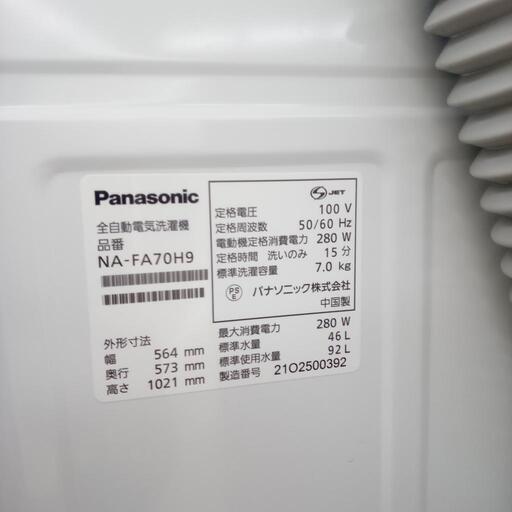 Panasonic
全自動電気洗濯機
品番
NA-FA70H9
外形寸法
幅 564 mm
奥行 573 mm
高さ 1021 mm
S JET
定格電圧 100 V
定格周波数 50/60 Hz
電動機定格消費電力 280 W
定格時間 洗いのみ 15 分
標準洗濯容量 7.0 kg
PS E パナソニック株式会社
中国製
最大消費電力 280 W
標準水量 46 L
標準使用水量 92 L
製造番号 21O2500392